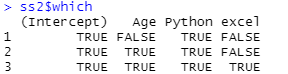 > ss2$which
  (Intercept)   Age Python excel
1        TRUE FALSE   TRUE FALSE
2        TRUE  TRUE   TRUE FALSE
3        TRUE  TRUE   TRUE  TRUE